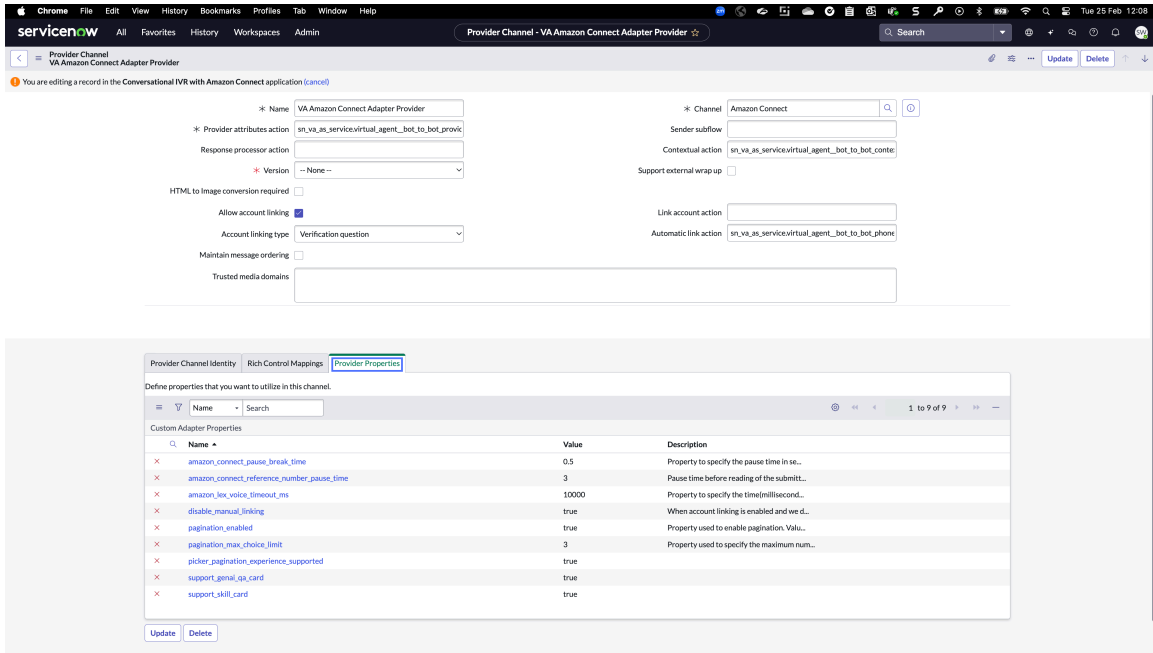 Chrome File Edit View History Bookmarks Profiles Tab Window Help
Tue 25 Feb 12:08
servicenow All Favorites History Workspaces Admin
Provider Channel - VA Amazon Connect Adapter Provider
Search
SW
Provider Channel
VA Amazon Connect Adapter Provider
Update Delete
You are editing a record in the Conversational IVR with Amazon Connect application (cancel)
Name VA Amazon Connect Adapter Provider
Channel Amazon Connect
Provider attributes action sn_va_as_service.virtual_agent__bot_to_bot_provic
Sender subflow
Response processor action
Contextual action sn_va_as_service.virtual_agent__bot_to_bot_conte:
Version -- None --
Support external wrap up
HTML to Image conversion required
Allow account linking
Link account action
Account linking type Verification question
Automatic link action sn_va_as_service.virtual_agent__bot_to_bot_phone
Maintain message ordering
Trusted media domains
Provider Channel Identity Rich Control Mappings Provider Properties
Define properties that you want to utilize in this channel.
Name Search
1 to 9 of 9
Custom Adapter Properties
Name Value Description
amazon_connect_pause_break_time 0.5 Property to specify the pause time in se...
amazon_connect_reference_number_pause_time 3 Pause time before reading of the submitt...
amazon_lex_voice_timeout_ms 10000 Property to specify the time(millisecond...
disable_manual_linking true When account linking is enabled and we d...
pagination_enabled true Property used to enable pagination. Valu...
pagination_max_choice_limit 3 Property used to specify the maximum num...
picker_pagination_experience_supported true
support_genai_qa_card true
support_skill_card true
Update Delete